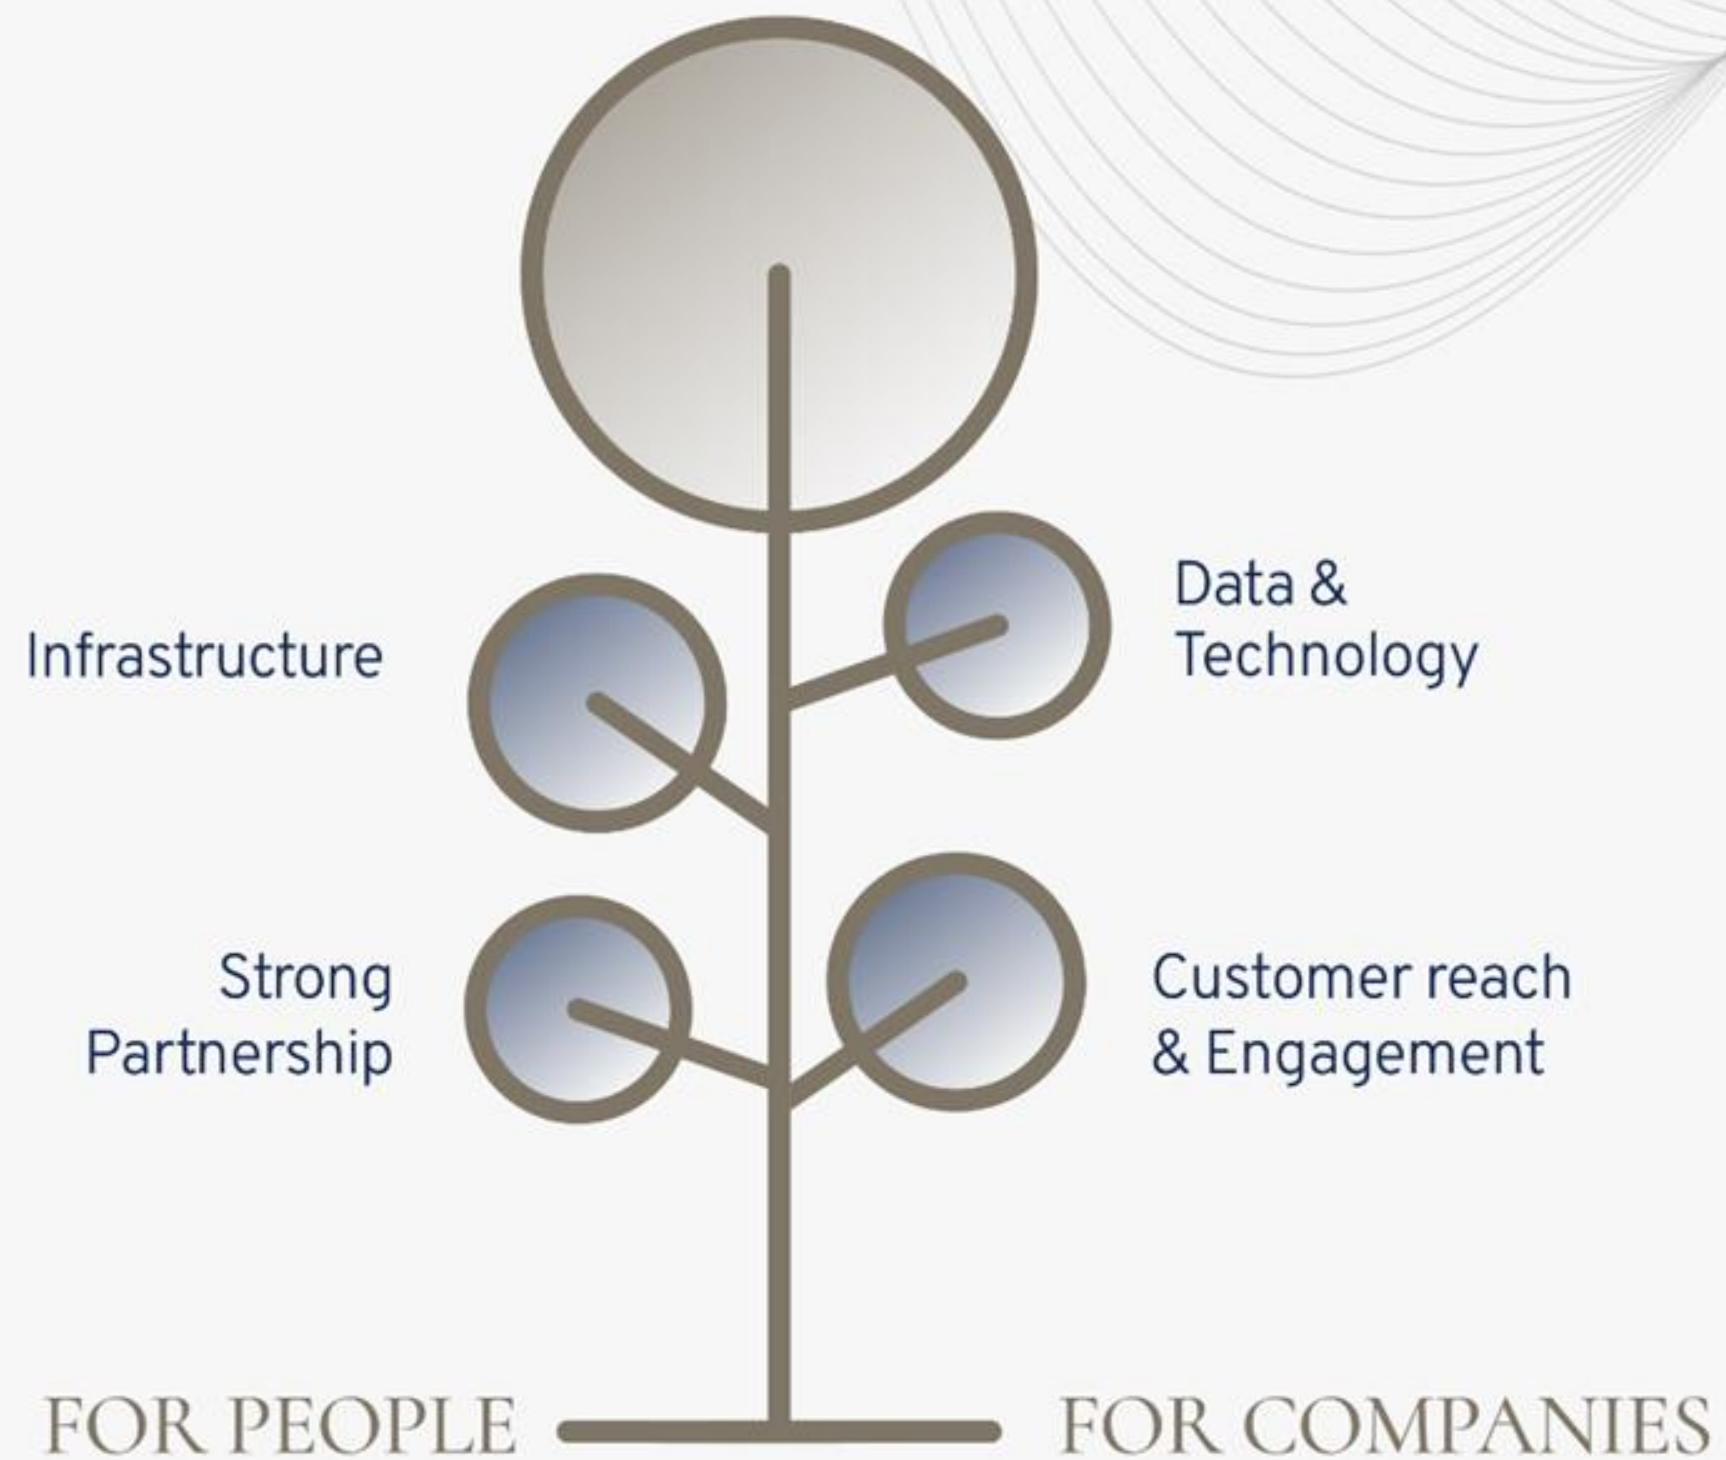 Infrastructure
Data &
Technology
Strong
Partnership
Customer reach
& Engagement
FOR PEOPLE
FOR COMPANIES